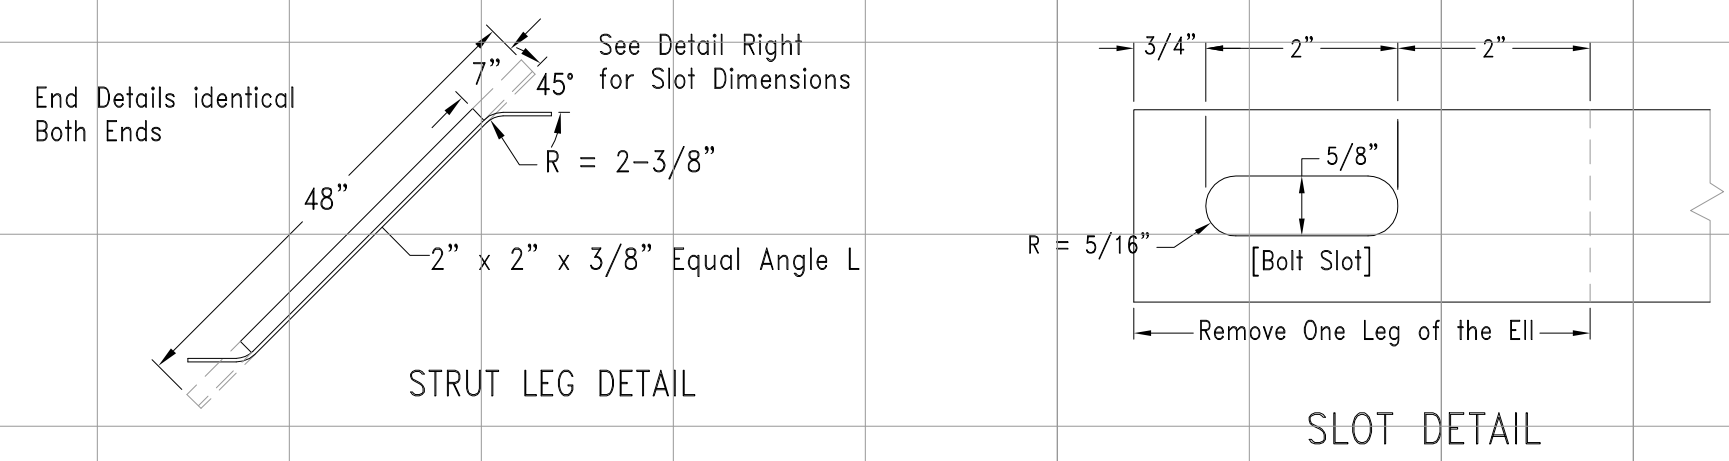 See Detail Right
for Slot Dimensions
7”
45°
End Details identical
Both Ends
R = 2-3/8”
48”
2” x 2” x 3/8” Equal Angle L
STRUT LEG DETAIL
3/4”
2”
2”
5/8”
R = 5/16”
[Bolt Slot]
Remove One Leg of the Ell
SLOT DETAIL